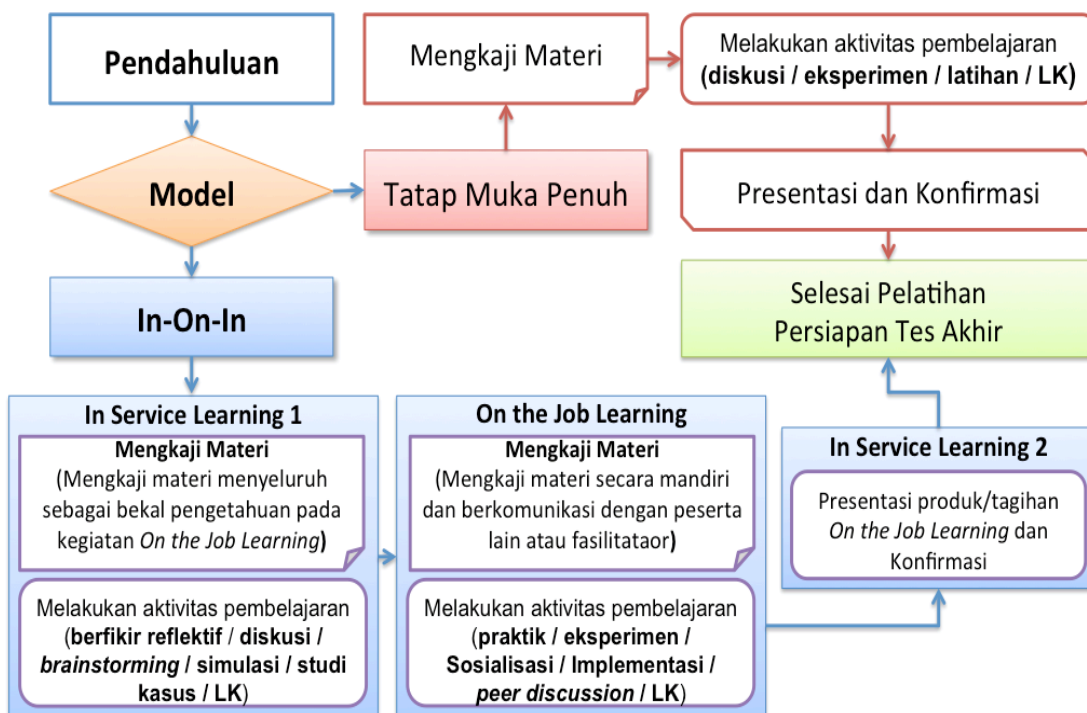 Pendahuluan
Model
Tatap Muka Penuh
Mengkaji Materi
Melakukan aktivitas pembelajaran
(diskusi / eksperimen / latihan / LK)
Presentasi dan Konfirmasi
Selesai Pelatihan
Persiapan Tes Akhir
In-On-In
In Service Learning 1
Mengkaji Materi
(Mengkaji materi menyeluruh
sebagai bekal pengetahuan pada
kegiatan On the Job Learning)
Melakukan aktivitas pembelajaran
(berfikir reflektif / diskusi /
brainstorming / simulasi / studi
kasus / LK)
On the Job Learning
Mengkaji Materi
(Mengkaji materi secara mandiri
dan berkomunikasi dengan peserta
lain atau fasilitataor)
Melakukan aktivitas pembelajaran
(praktik / eksperimen /
Sosialisasi / Implementasi /
peer discussion / LK)
In Service Learning 2
Presentasi produk/tagihan
On the Job Learning dan
Konfirmasi